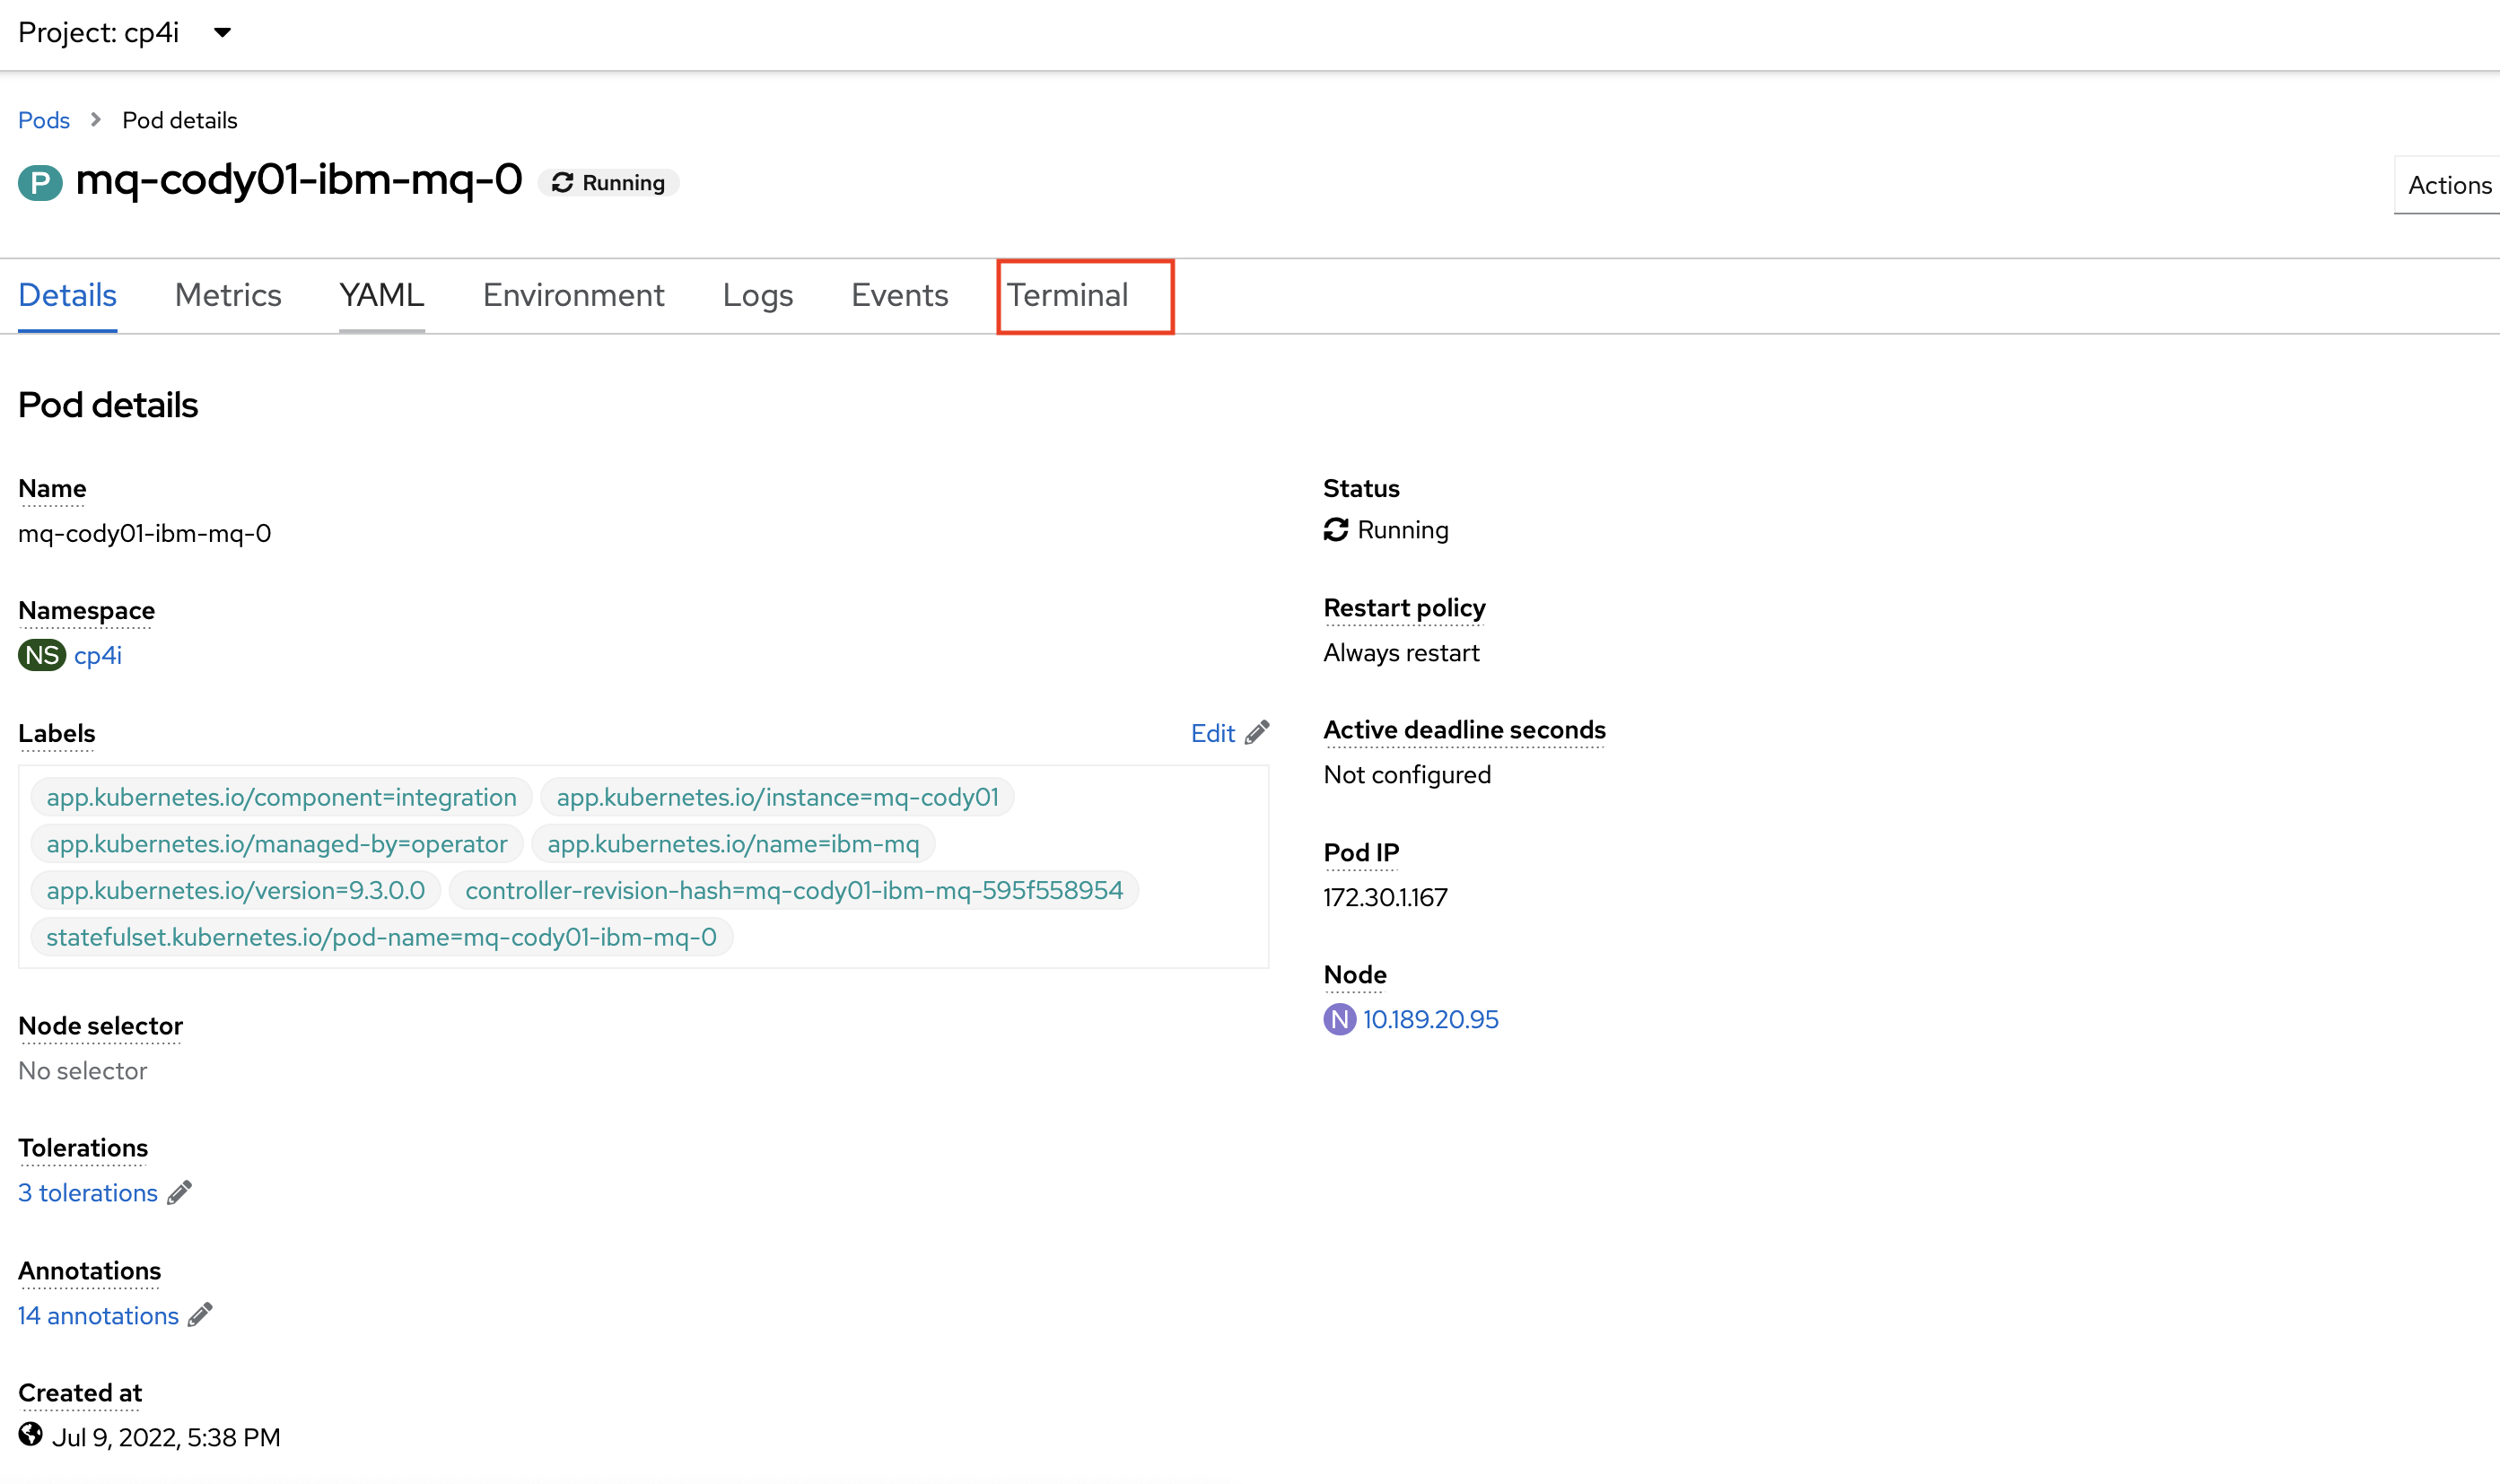 Project: cp4i
Pods > Pod details
P mq-cody01-ibm-mq-0 Running
Actions
Details Metrics YAML Environment Logs Events Terminal
Pod details
Name
mq-cody01-ibm-mq-0
Namespace
NS cp4i
Labels Edit
app.kubernetes.io/component=integration app.kubernetes.io/instance=mq-cody01
app.kubernetes.io/managed-by=operator app.kubernetes.io/name=ibm-mq
app.kubernetes.io/version=9.3.0.0 controller-revision-hash=mq-cody01-ibm-mq-595f558954
statefulset.kubernetes.io/pod-name=mq-cody01-ibm-mq-0
Node selector
No selector
Tolerations
3 tolerations
Annotations
14 annotations
Created at
Jul 9, 2022, 5:38 PM
Status
Running
Restart policy
Always restart
Active deadline seconds
Not configured
Pod IP
172.30.1.167
Node
N 10.189.20.95